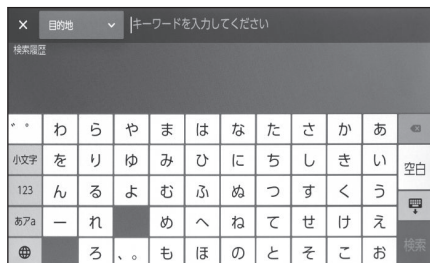 × 目的地 キーワードを入力してください
検索履歴
゛゜ わ ら や ま は な た さ か あ
小文字 を り ゆ み ひ に ち し き い 空白
123 ん る よ む ふ ぬ つ す く う
あアa ー れ め へ ね て せ け え
ろ 、。 も ほ の と そ こ お 検索